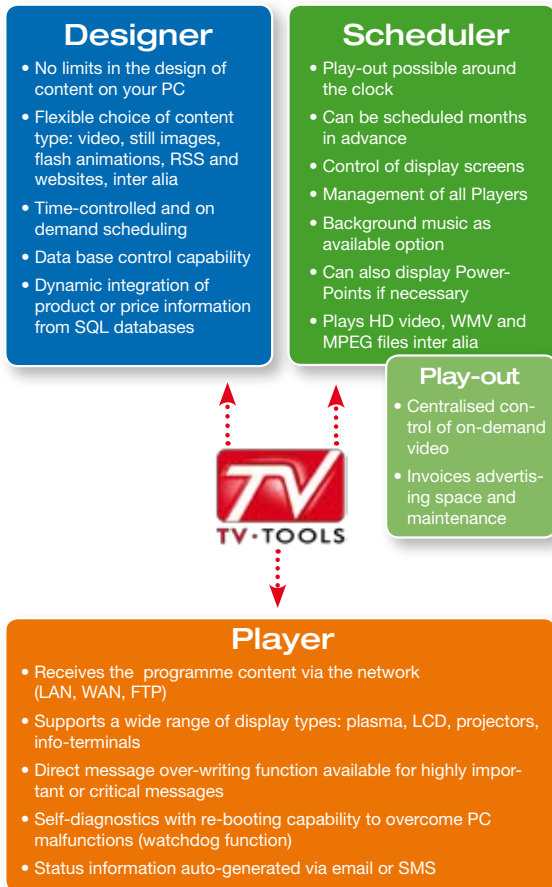 Designer
• No limits in the design of
content on your PC
• Flexible choice of content
type: video, still images,
flash animations, RSS and
websites, inter alia
• Time-controlled and on
demand scheduling
• Data base control capability
• Dynamic integration of
product or price information
from SQL databases
Scheduler
• Play-out possible around
the clock
• Can be scheduled months
in advance
• Control of display screens
• Management of all Players
• Background music as
available option
• Can also display Power-
Points if necessary
• Plays HD video, WMV and
MPEG files inter alia
Play-out
• Centralised con-
trol of on-demand
video
• Invoices advertis-
ing space and
maintenance
TV
TV·TOOLS
Player
• Receives the programme content via the network
(LAN, WAN, FTP)
• Supports a wide range of display types: plasma, LCD, projectors,
info-terminals
• Direct message over-writing function available for highly impor-
tant or critical messages
• Self-diagnostics with re-booting capability to overcome PC
malfunctions (watchdog function)
• Status information auto-generated via email or SMS